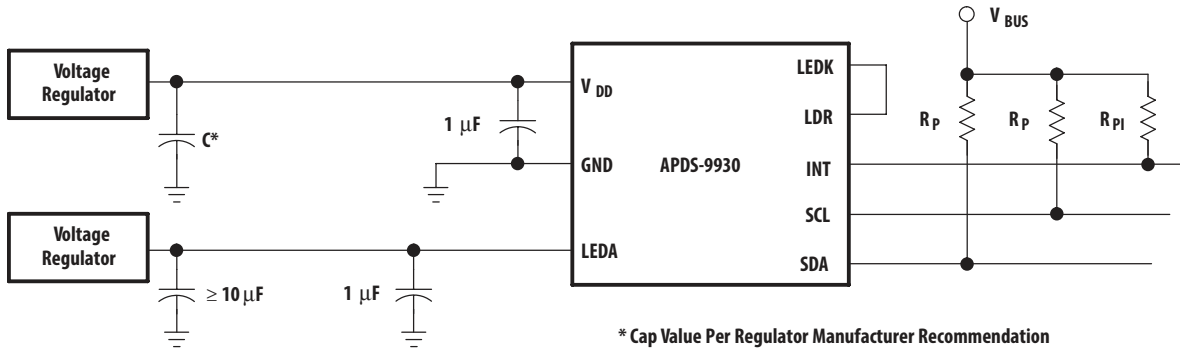 V BUS
Voltage
Regulator
LEDK
V DD
LDR
1 μF
C*
R P
R P
R PI
GND
APDS-9930
INT
SCL
Voltage
Regulator
LEDA
SDA
≥ 10 μF
1 μF
* Cap Value Per Regulator Manufacturer Recommendation